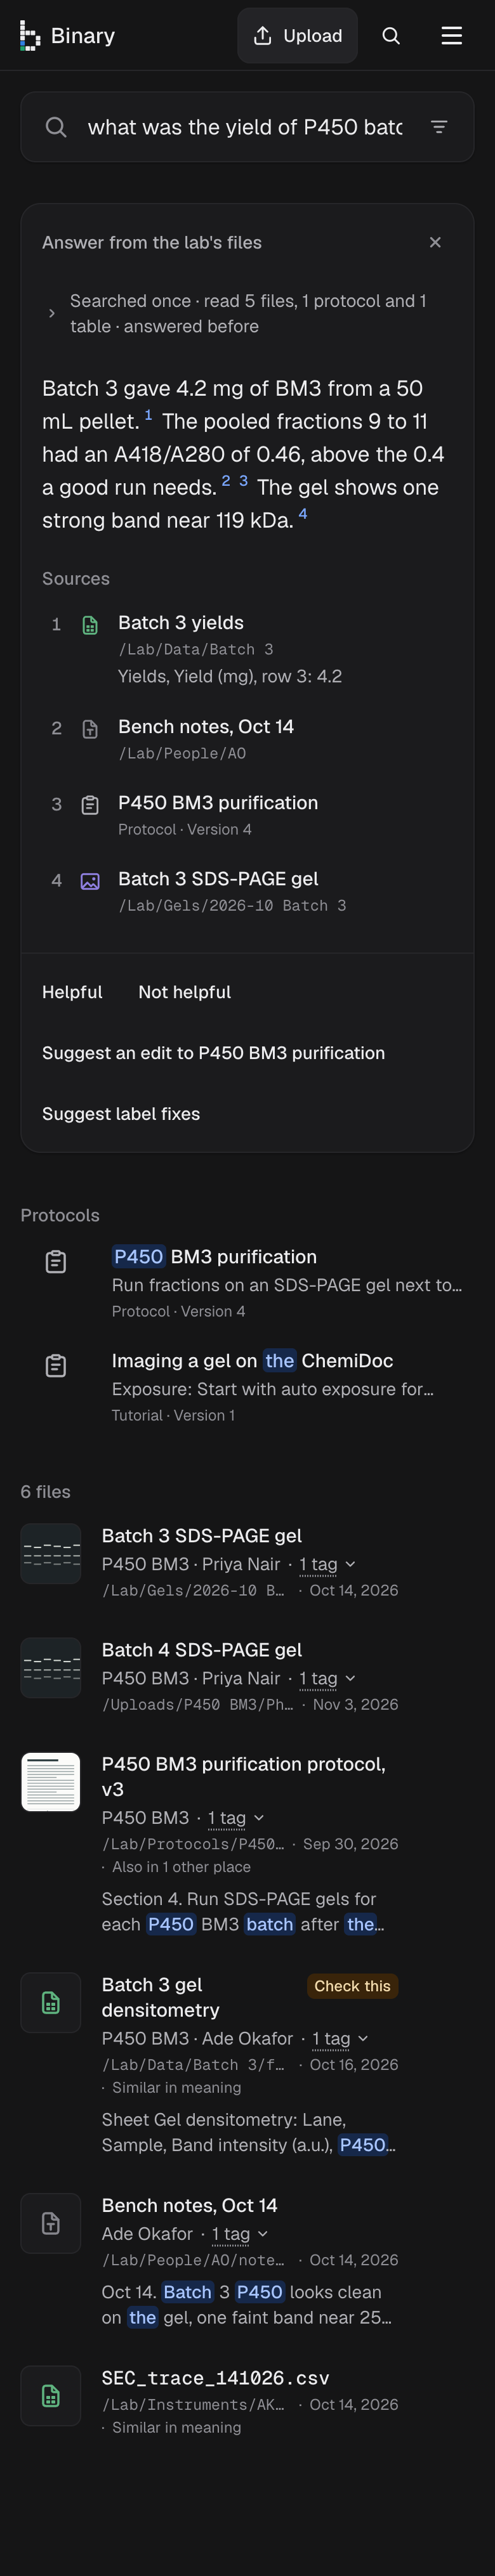 Binary
Upload
what was the yield of P450 batc
Answer from the lab's files
Searched once · read 5 files, 1 protocol and 1
table · answered before
Batch 3 gave 4.2 mg of BM3 from a 50
mL pellet. 1 The pooled fractions 9 to 11
had an A418/A280 of 0.46, above the 0.4
a good run needs. 2 3 The gel shows one
strong band near 119 kDa. 4
Sources
1 Batch 3 yields
/Lab/Data/Batch 3
Yields, Yield (mg), row 3: 4.2
2 Bench notes, Oct 14
/Lab/People/AO
3 P450 BM3 purification
Protocol · Version 4
4 Batch 3 SDS-PAGE gel
/Lab/Gels/2026-10 Batch 3
Helpful Not helpful
Suggest an edit to P450 BM3 purification
Suggest label fixes
Protocols
P450 BM3 purification
Run fractions on an SDS-PAGE gel next to...
Protocol · Version 4
Imaging a gel on the ChemiDoc
Exposure: Start with auto exposure for...
Tutorial · Version 1
6 files
Batch 3 SDS-PAGE gel
P450 BM3 · Priya Nair · 1 tag
/Lab/Gels/2026-10 B... · Oct 14, 2026
Batch 4 SDS-PAGE gel
P450 BM3 · Priya Nair · 1 tag
/Uploads/P450 BM3/Ph... · Nov 3, 2026
P450 BM3 purification protocol,
v3
P450 BM3 · 1 tag
/Lab/Protocols/P450... · Sep 30, 2026
· Also in 1 other place
Section 4. Run SDS-PAGE gels for
each P450 BM3 batch after the...
Batch 3 gel Check this
densitometry
P450 BM3 · Ade Okafor · 1 tag
/Lab/Data/Batch 3/f... · Oct 16, 2026
· Similar in meaning
Sheet Gel densitometry: Lane,
Sample, Band intensity (a.u.), P450...
Bench notes, Oct 14
Ade Okafor · 1 tag
/Lab/People/AO/note... · Oct 14, 2026
Oct 14. Batch 3 P450 looks clean
on the gel, one faint band near 25...
SEC_trace_141026.csv
/Lab/Instruments/AK... · Oct 14, 2026
· Similar in meaning